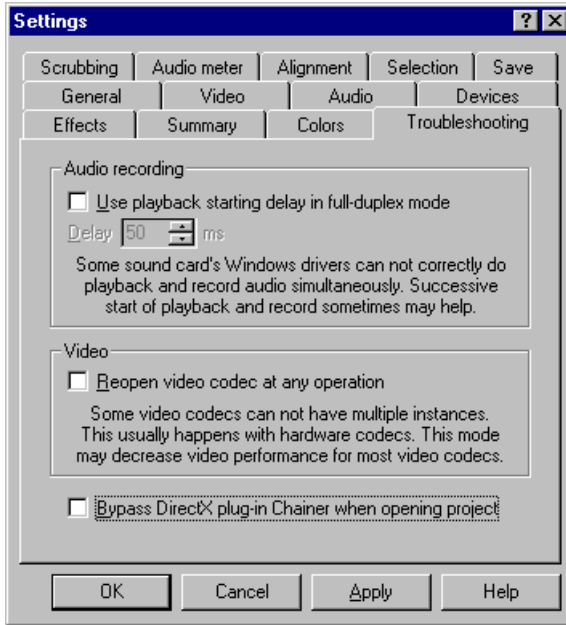 Settings
Scrubbing Audio meter Alignment Selection Save
General Video Audio Devices
Effects Summary Colors Troubleshooting
Audio recording
Use playback starting delay in full-duplex mode
Delay 50 ms
Some sound card's Windows drivers can not correctly do
playback and record audio simultaneously. Successive
start of playback and record sometimes may help.
Video
Reopen video codec at any operation
Some video codecs can not have multiple instances.
This usually happens with hardware codecs. This mode
may decrease video performance for most video codecs.
Bypass DirectX plug-in Chainer when opening project
OK Cancel Apply Help